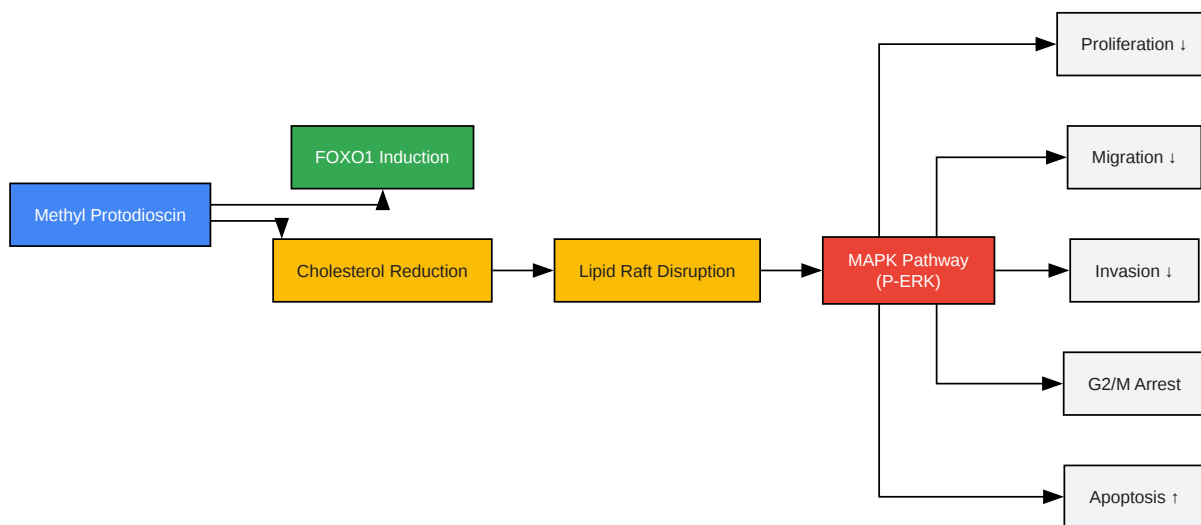 Methyl Protodioscin
FOXO1 Induction
Cholesterol Reduction
Lipid Raft Disruption
MAPK Pathway
(P-ERK)
Proliferation ↓
Migration ↓
Invasion ↓
G2/M Arrest
Apoptosis ↑